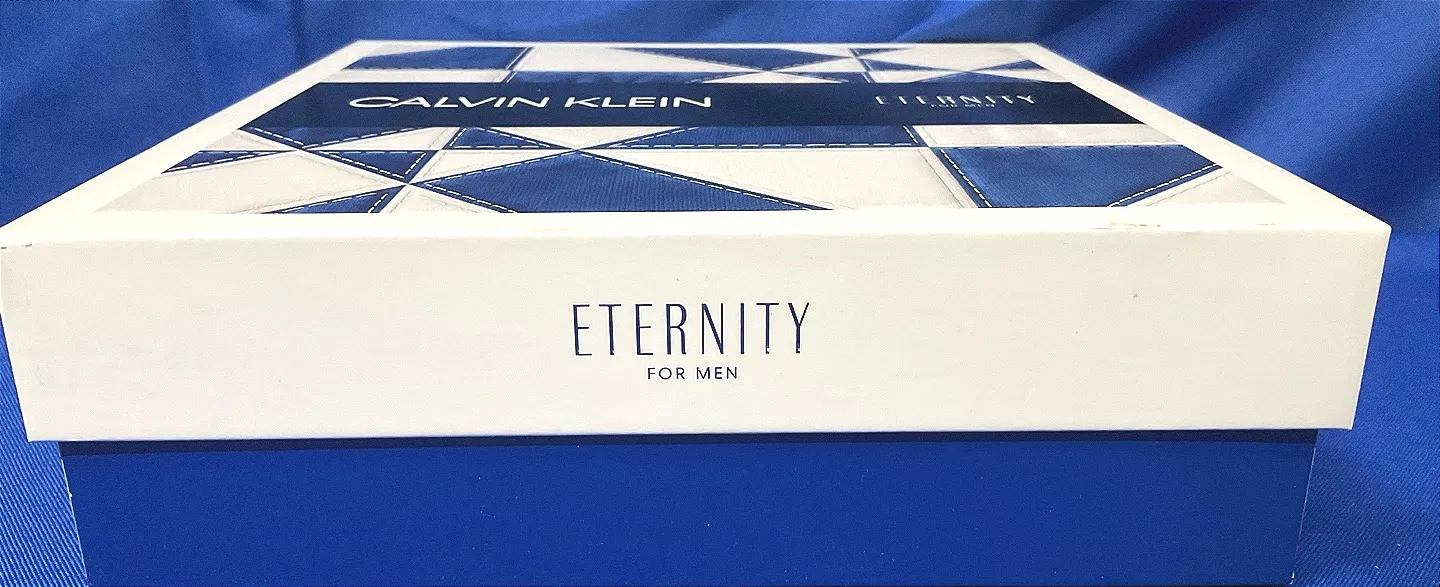 CALVIN KLEIN ETERNITY
FOR MEN
ETERNITY
FOR MEN